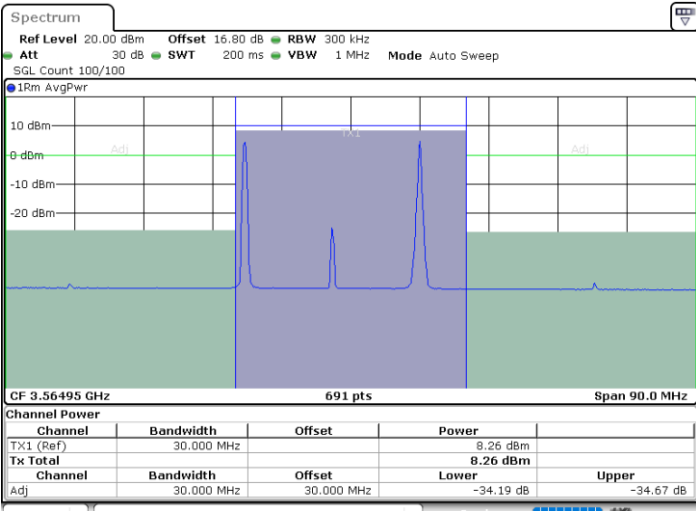 Spectrum
Ref Level 20.00 dBm Offset 16.80 dB RBW 300 kHz
Att 30 dB SWT 200 ms VBW 1 MHz Mode Auto Sweep
SGL Count 100/100
1Rm AvgPwr
10 dBm
TX1
0 dBm
Adj
Adj
-10 dBm
-20 dBm
CF 3.56495 GHz 691 pts Span 90.0 MHz
Channel Power
Channel Bandwidth Offset Power
TX1 (Ref) 30.000 MHz 8.26 dBm
Tx Total 8.26 dBm
Channel Bandwidth Offset Lower Upper
Adj 30.000 MHz 30.000 MHz -34.19 dB -34.67 dB